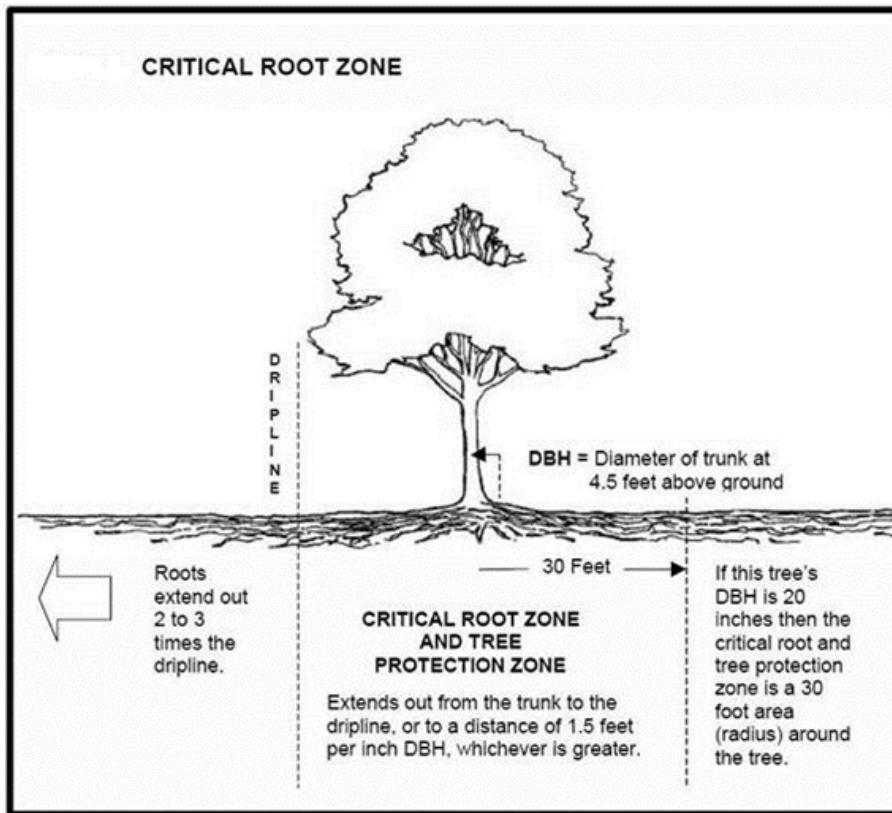 CRITICAL ROOT ZONE
DRIPLINE
DBH = Diameter of trunk at
4.5 feet above ground
30 Feet
Roots
extend out
2 to 3
times the
dripline.
CRITICAL ROOT ZONE
AND TREE
PROTECTION ZONE
Extends out from the trunk to the
dripline, or to a distance of 1.5 feet
per inch DBH, whichever is greater.
If this tree's
DBH is 20
inches then the
critical root and
tree protection
zone is a 30
foot area
(radius) around
the tree.